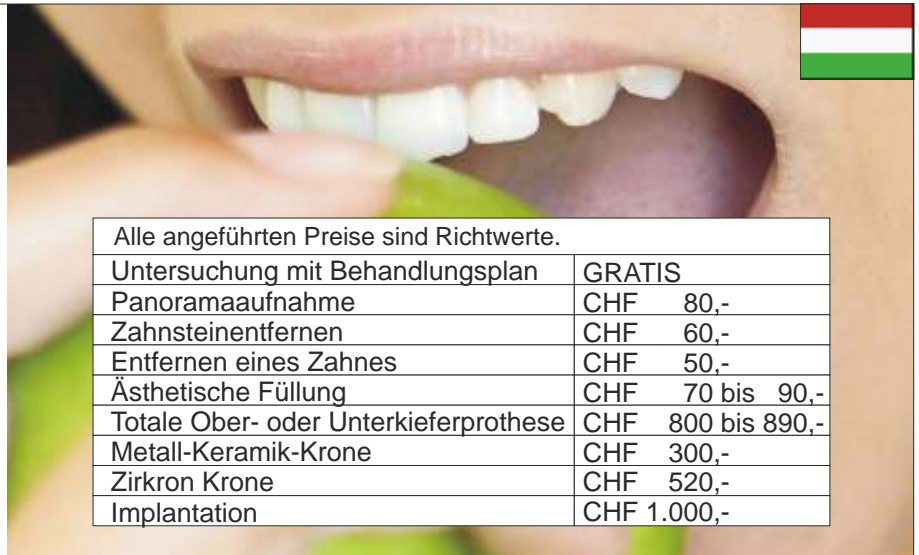 Alle angeführten Preise sind Richtwerte.
Untersuchung mit Behandlungsplan GRATIS
Panoramaaufnahme CHF 80,-
Zahnsteinentfernen CHF 60,-
Entfernen eines Zahnes CHF 50,-
Ästhetische Füllung CHF 70 bis 90,-
Totale Ober- oder Unterkieferprothese CHF 800 bis 890,-
Metall-Keramik-Krone CHF 300,-
Zirkron Krone CHF 520,-
Implantation CHF 1.000,-